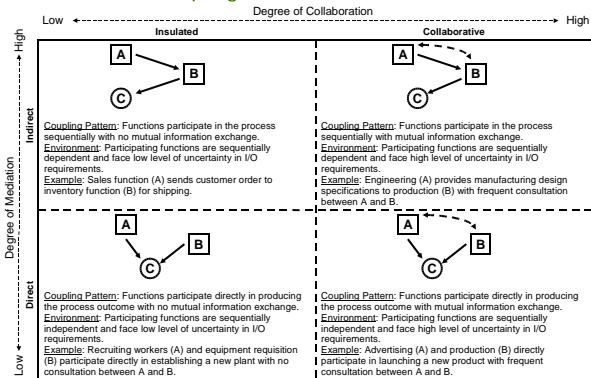 Degree of Collaboration
Low High
Insulated Collaborative
Degree of Mediation
High
Low
Indirect
A
B
C
Coupling Pattern: Functions participate in the process
sequentially with no mutual information exchange.
Environment: Participating functions are sequentially
dependent and face low level of uncertainty in I/O
requirements.
Example: Sales function (A) sends customer order to
inventory function (B) for shipping.
A
B
C
Coupling Pattern: Functions participate in the process
sequentially with mutual information exchange.
Environment: Participating functions are sequentially
dependent and face high level of uncertainty in I/O
requirements.
Example: Engineering (A) provides manufacturing design
specifications to production (B) with frequent consultation
between A and B.
Direct
A
B
C
Coupling Pattern: Functions participate directly in producing
the process outcome with no mutual information exchange.
Environment: Participating functions are sequentially
independent and face low level of uncertainty in I/O
requirements.
Example: Recruiting workers (A) and equipment requisition
(B) participate directly in establishing a new plant with no
consultation between A and B.
A
B
C
Coupling Pattern: Functions participate directly in producing
the process outcome with mutual information exchange.
Environment: Participating functions are sequentially
independent and face high level of uncertainty in I/O
requirements.
Example: Advertising (A) and production (B) directly
participate in launching a new product with frequent
consultation between A and B.